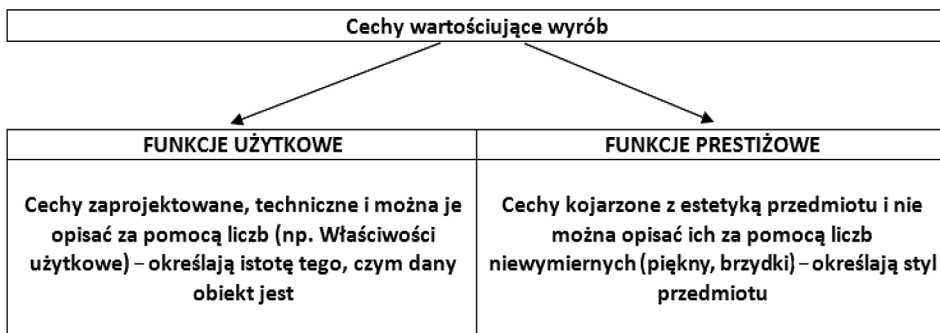 Cechy wartościujące wyrób
FUNKCJE UŻYTKOWE
Cechy zaprojektowane, techniczne i można je
opisać za pomocą liczb (np. Właściwości
użytkowe) – określają istotę tego, czym dany
obiekt jest
FUNKCJE PRESTIŻOWE
Cechy kojarzone z estetyką przedmiotu i nie
można opisać ich za pomocą liczb
niewymiernych (piękny, brzydki) – określają styl
przedmiotu